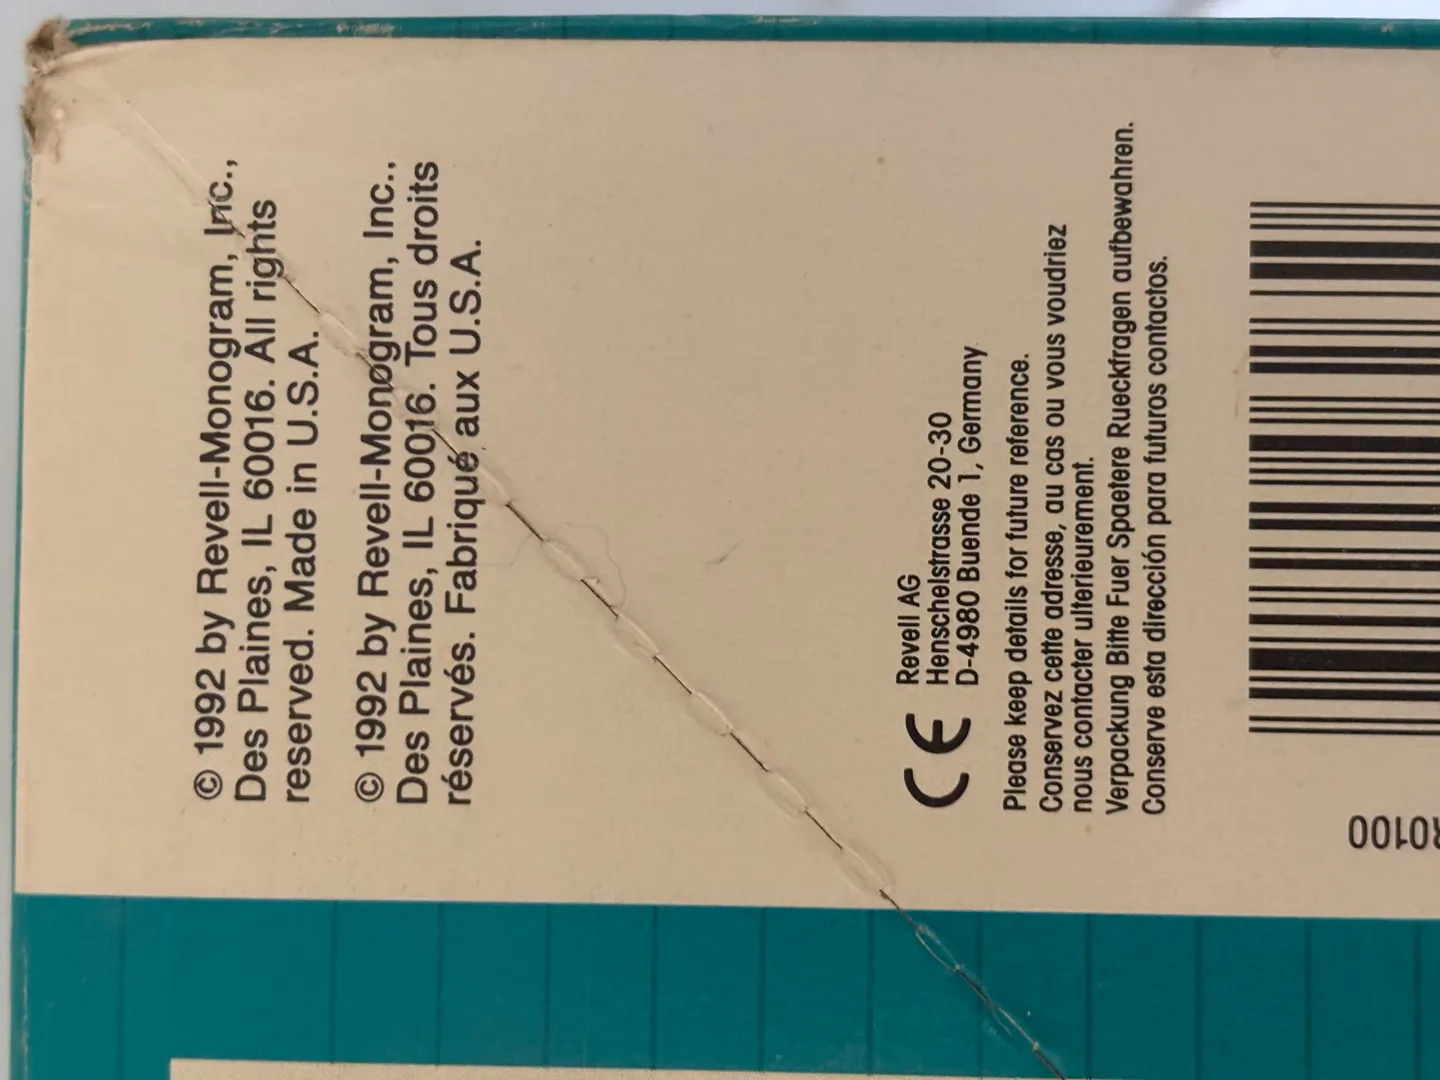 © 1992 by Revell-Monogram, Inc.,
Des Plaines, IL 60016. All rights
reserved. Made in U.S.A.
© 1992 by Revell-Monogram, Inc.,
Des Plaines, IL 60016. Tous droits
réservés. Fabriqué aux U.S.A.
CE
Revell AG
Henschelstrasse 20-30
D-4980 Buende 1, Germany
Please keep details for future reference.
Conservez cette adresse, au cas ou vous voudriez
nous contacter ulterieurement.
Verpackung Bitte Fuer Spaetere Rueckfragen aufbewahren.
Conserve esta dirección para futuros contactos.
0100